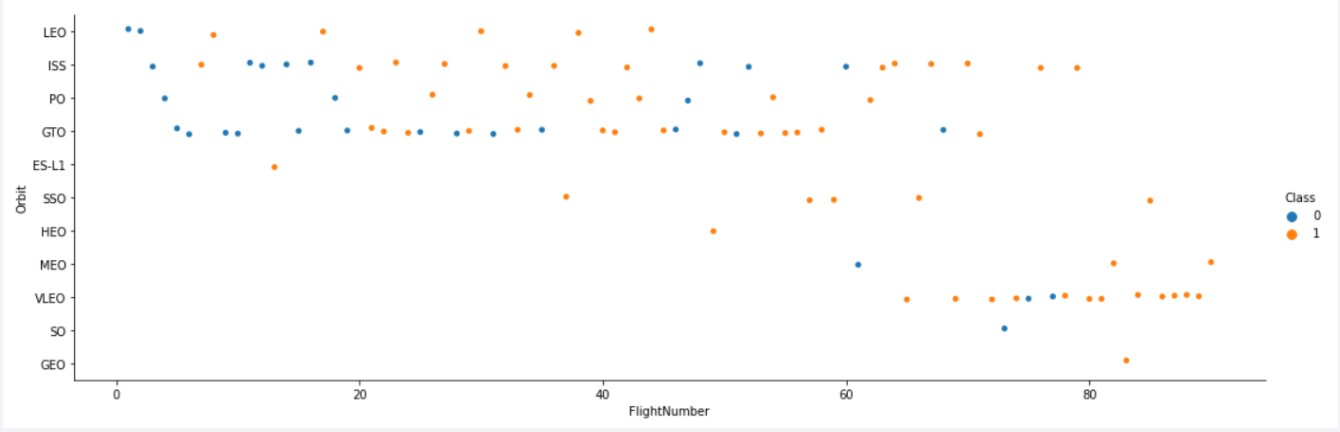 LEO
ISS
PO
GTO
ES-L1
SSO
HEO
MEO
VLEO
SO
GEO
Orbit
0 20 40 60 80
FlightNumber
Class
0
1